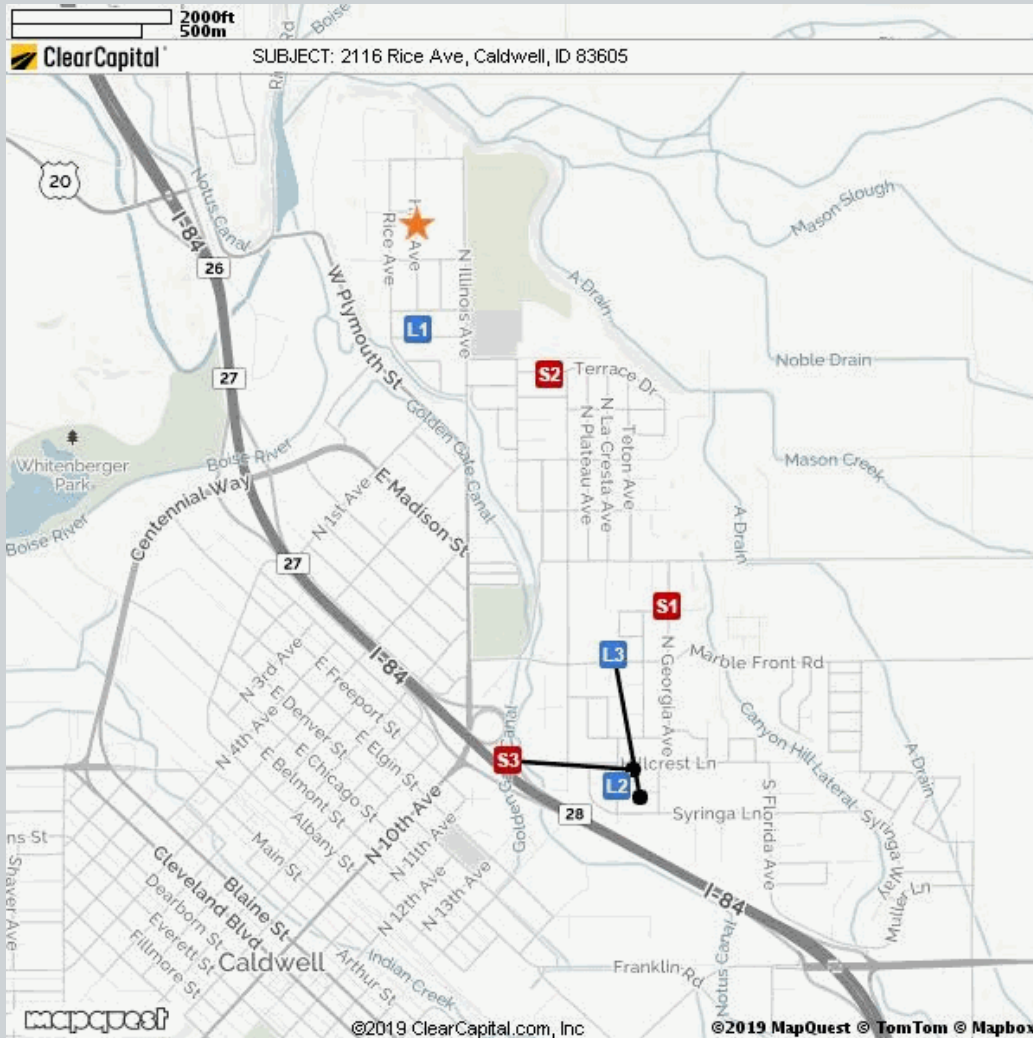 2000ft
500m
Boise
ClearCapital
SUBJECT: 2116 Rice Ave, Caldwell, ID 83605
20
Notus Canal
I-84
26
Rice Ave
Ave
N Illinois Ave
W Plymouth St
Mason Slough
A Drain
L1
27
S2
Terrace Dr
Noble Drain
Golden Gate Canal
N Plateau Ave
N La Cresta Ave
Teton Ave
Whitenberger
Park
Boise River
Boise River
Centennial Way
N 1st Ave
E Madison St
Mason Creek
A Drain
27
S1
L3
N Georgia Ave
Marble Front Rd
I-84
N 3rd Ave
N 4th Ave
E Freeport St
E Denver St
E Elgin St
E Chicago St
E Belmont St
Albany St
Main St
S3
Hillcrest Ln
L2
28
Syringa Ln
S Florida Ave
Canyon Hill Lateral
Syringa Way
Muller Ln
A Drain
N 10th Ave
N 11th Ave
N 12th Ave
N 13th Ave
ns St
Shaver Ave
Cleveland Blvd
Blaine St
Dearborn St
Everett St
Fillmore St
Caldwell
Arthur St
Indian Creek
I-84
Notus Canal
Franklin Rd
mapquest
©2019 ClearCapital.com, Inc
©2019 MapQuest © TomTom © Mapbox